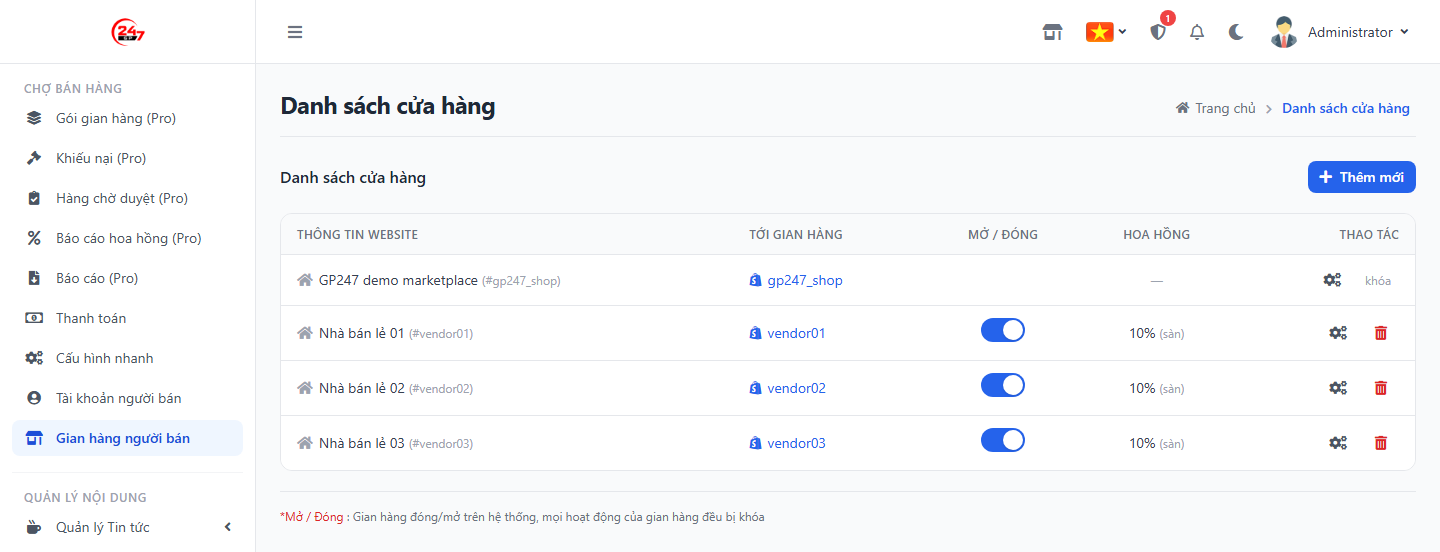 247
GP
1
Administrator
CHỢ BÁN HÀNG
Gói gian hàng (Pro)
Khiếu nại (Pro)
Hàng chờ duyệt (Pro)
Báo cáo hoa hồng (Pro)
Báo cáo (Pro)
Thanh toán
Cấu hình nhanh
Tài khoản người bán
Gian hàng người bán
QUẢN LÝ NỘI DUNG
Quản lý Tin tức
Danh sách cửa hàng
Trang chủ Danh sách cửa hàng
Danh sách cửa hàng
Thêm mới
THÔNG TIN WEBSITE TỚI GIAN HÀNG MỞ / ĐÓNG HOA HỒNG THAO TÁC
GP247 demo marketplace (#gp247_shop) gp247_shop — khóa
Nhà bán lẻ 01 (#vendor01) vendor01 10% (sàn)
Nhà bán lẻ 02 (#vendor02) vendor02 10% (sàn)
Nhà bán lẻ 03 (#vendor03) vendor03 10% (sàn)
*Mở / Đóng : Gian hàng đóng/mở trên hệ thống, mọi hoạt động của gian hàng đều bị khóa